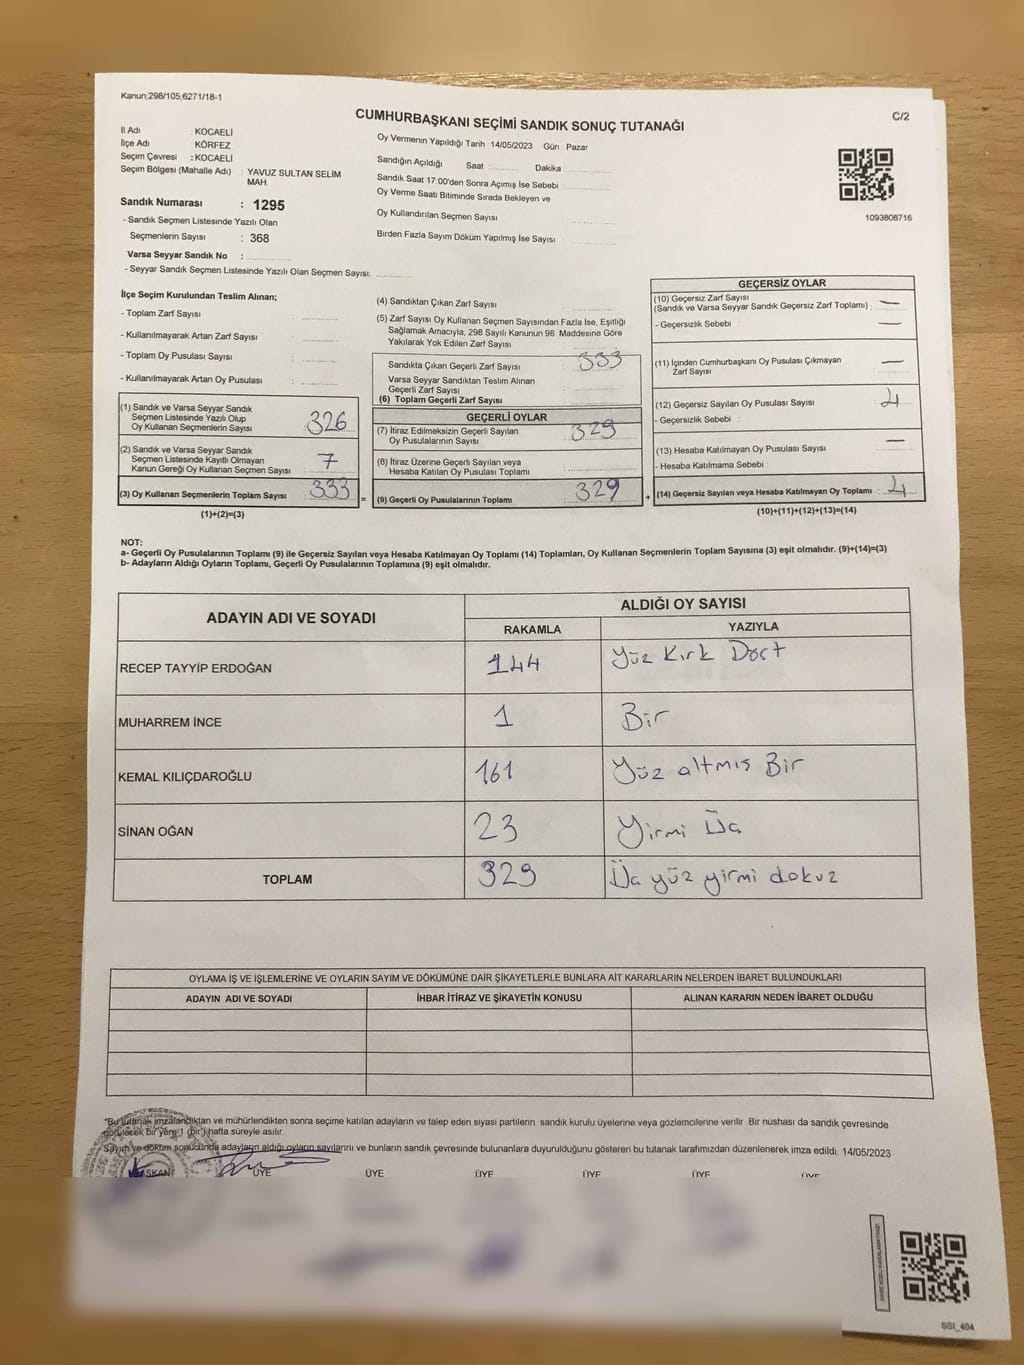 Kanun;298/105,6271/18-1
C/2
CUMHURBAŞKANI SEÇİMİ SANDIK SONUÇ TUTANAĞI
İl Adı : KOCAELİ
İlçe Adı : KÖRFEZ
Seçim Çevresi : KOCAELİ
Seçim Bölgesi (Mahalle Adı) : YAVUZ SULTAN SELİM
MAH.
Sandık Numarası : 1295
- Sandık Seçmen Listesinde Yazılı Olan
Seçmenlerin Sayısı : 368
Varsa Seyyar Sandık No :
- Seyyar Sandık Seçmen Listesinde Yazılı Olan Seçmen Sayısı:
Oy Vermenin Yapıldığı Tarih : 14/05/2023 Gün : Pazar
Sandığın Açıldığı Saat Dakika
Sandık Saat 17:00'den Sonra Açımış İse Sebebi
Oy Verme Saati Bitiminde Sırada Bekleyen ve
Oy Kullandırılan Seçmen Sayısı :
Birden Fazla Sayım Döküm Yapılmış İse Sayısı :
1093808716
İlçe Seçim Kurulundan Teslim Alınan;
- Toplam Zarf Sayısı :
- Kullanılmayarak Artan Zarf Sayısı :
- Toplam Oy Pusulası Sayısı :
- Kullanılmayarak Artan Oy Pusulası :
(1) Sandık ve Varsa Seyyar Sandık
Seçmen Listesinde Yazılı Olup
Oy Kullanan Seçmenlerin Sayısı : 326
(2) Sandık ve Varsa Seyyar Sandık
Seçmen Listesinde Kayıtlı Olmayan
Kanun Gereği Oy Kullanan Seçmen Sayısı : 7
(3) Oy Kullanan Seçmenlerin Toplam Sayısı : 333
(1)+(2)=(3)
=
(4) Sandıktan Çıkan Zarf Sayısı :
(5) Zarf Sayısı Oy Kullanan Seçmen Sayısından Fazla İse, Eşitliği
Sağlamak Amacıyla, 298 Sayılı Kanunun 98. Maddesine Göre
Yakılarak Yok Edilen Zarf Sayısı :
Sandıkta Çıkan Geçerli Zarf Sayısı : 333
Varsa Seyyar Sandıktan Teslim Alınan
Geçerli Zarf Sayısı :
(6) Toplam Geçerli Zarf Sayısı :
GEÇERLİ OYLAR
(7) İtiraz Edilmeksizin Geçerli Sayılan
Oy Pusulalarının Sayısı : 329
(8) İtiraz Üzerine Geçerli Sayılan veya
Hesaba Katılan Oy Pusulası Toplamı :
(9) Geçerli Oy Pusulalarının Toplamı : 329
+
GEÇERSİZ OYLAR
(10) Geçersiz Zarf Sayısı
(Sandık ve Varsa Seyyar Sandık Geçersiz Zarf Toplamı) : —
- Geçersizlik Sebebi : —
(11) İçinden Cumhurbaşkanı Oy Pusulası Çıkmayan
Zarf Sayısı : —
(12) Geçersiz Sayılan Oy Pusulası Sayısı : 4
- Geçersizlik Sebebi :
(13) Hesaba Katılmayan Oy Pusulası Sayısı : —
- Hesaba Katılmama Sebebi :
(14) Geçersiz Sayılan veya Hesaba Katılmayan Oy Toplamı : 4
(10)+(11)+(12)+(13)=(14)
NOT:
a- Geçerli Oy Pusulalarının Toplamı (9) ile Geçersiz Sayılan veya Hesaba Katılmayan Oy Toplamı (14) Toplamları, Oy Kullanan Seçmenlerin Toplam Sayısına (3) eşit olmalıdır. (9)+(14)=(3)
b- Adayların Aldığı Oyların Toplamı, Geçerli Oy Pusulalarının Toplamına (9) eşit olmalıdır.
ADAYIN ADI VE SOYADI
ALDIĞI OY SAYISI
RAKAMLA YAZIYLA
RECEP TAYYİP ERDOĞAN 144 Yüz Kırk Dört
MUHARREM İNCE 1 Bir
KEMAL KILIÇDAROĞLU 161 Yüz altmış Bir
SİNAN OĞAN 23 Yirmi Üç
TOPLAM 329 Üç yüz yirmi dokuz
OYLAMA İŞ VE İŞLEMLERİNE VE OYLARIN SAYIM VE DÖKÜMÜNE DAİR ŞİKAYETLERLE BUNLARA AİT KARARLARIN NELERDEN İBARET BULUNDUKLARI
ADAYIN ADI VE SOYADI İHBAR İTİRAZ VE ŞİKAYETİN KONUSU ALINAN KARARIN NEDEN İBARET OLDUĞU
*Bu tutanak imzalandıktan ve mühürlendikten sonra seçime katılan adayların ve talep eden siyasi partilerin sandık kurulu üyelerine veya gözlemcilerine verilir. Bir nüshası da sandık çevresinde
görülecek bir yere 1 (bir) hafta süreyle asılır.
Sayım ve döküm sonucunda adayların aldığı oyların sayılarını ve bunların sandık çevresinde bulunanlara duyurulduğunu gösteren bu tutanak tarafımızdan düzenlenerek imza edildi. 14/05/2023
BAŞKAN ÜYE ÜYE ÜYE ÜYE ÜYE ÜYE
SSI_404